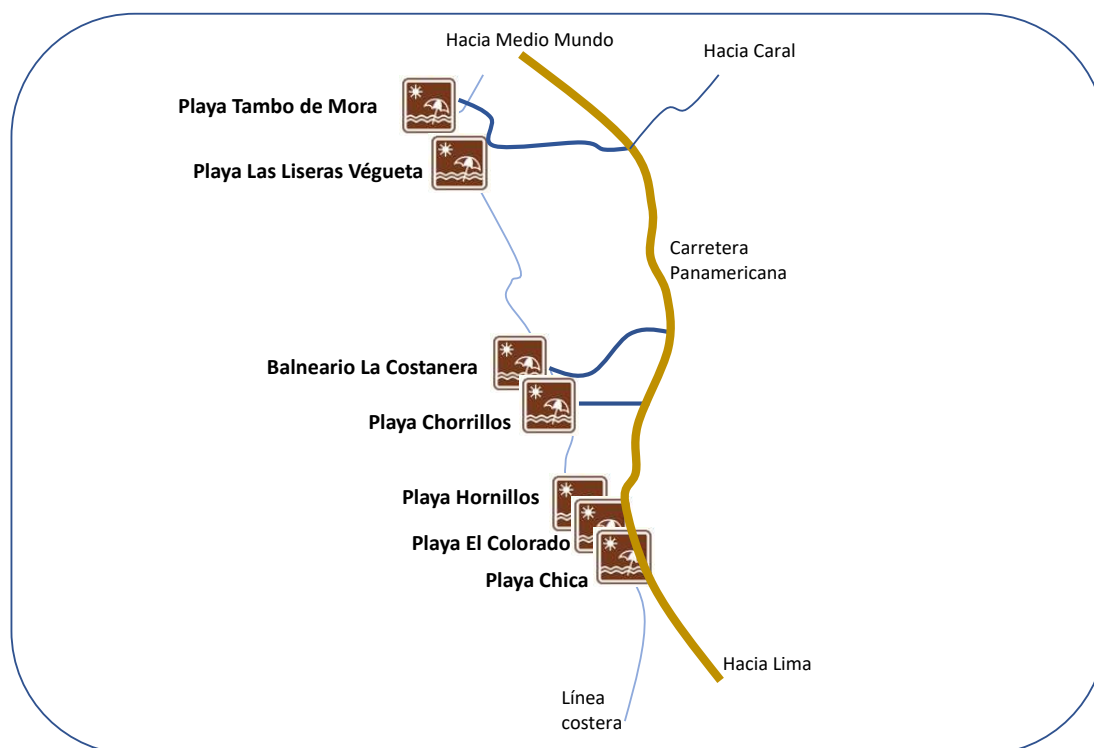 Hacia Medio Mundo
Hacia Caral
Playa Tambo de Mora
Playa Las Liseras Végueta
Carretera
Panamericana
Balneario La Costanera
Playa Chorrillos
Playa Hornillos
Playa El Colorado
Playa Chica
Hacia Lima
Línea
costera